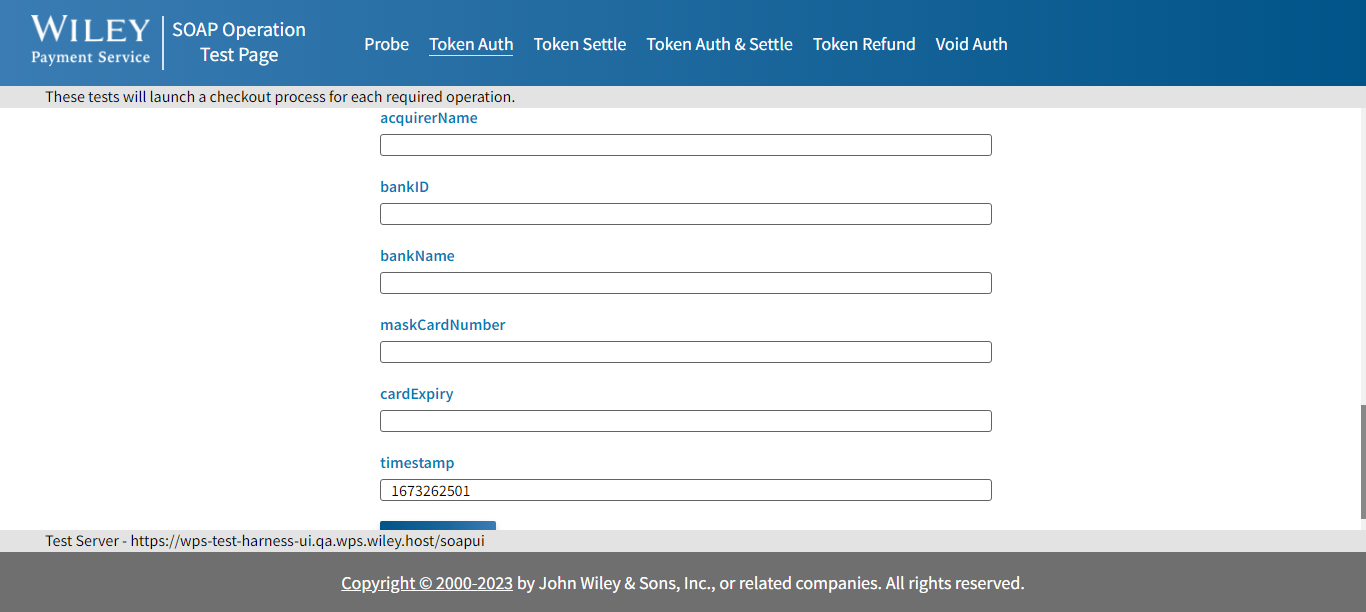 WILEY
Payment Service
SOAP Operation
Test Page
Probe Token Auth Token Settle Token Auth & Settle Token Refund Void Auth
These tests will launch a checkout process for each required operation.
acquirerName
bankID
bankName
maskCardNumber
cardExpiry
timestamp
1673262501
Test Server - https://wps-test-harness-ui.qa.wps.wiley.host/soapui
Copyright © 2000-2023 by John Wiley & Sons, Inc., or related companies. All rights reserved.